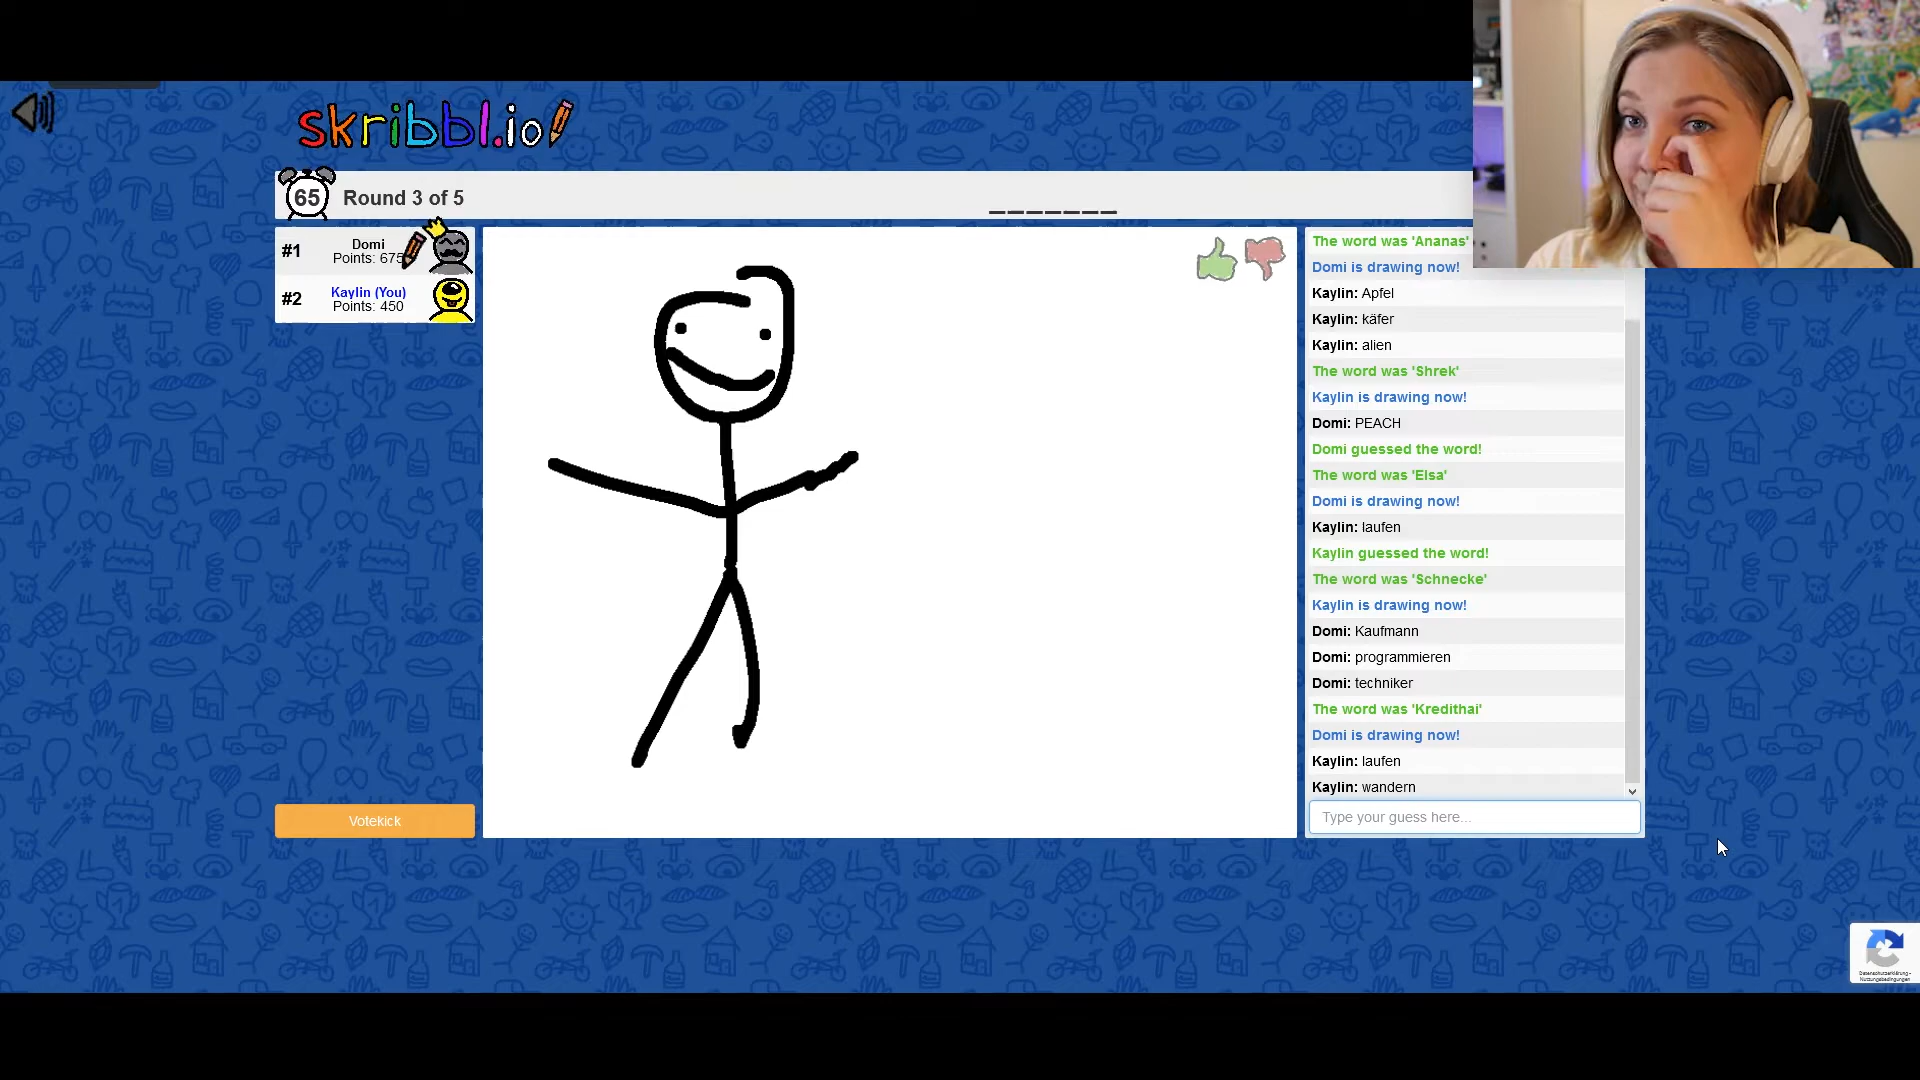 skribbl.io
65 Round 3 of 5
_______
#1 Domi
Points: 675
#2 Kaylin (You)
Points: 450
Votekick
The word was 'Ananas'
Domi is drawing now!
Kaylin: Apfel
Kaylin: käfer
Kaylin: alien
The word was 'Shrek'
Kaylin is drawing now!
Domi: PEACH
Domi guessed the word!
The word was 'Elsa'
Domi is drawing now!
Kaylin: laufen
Kaylin guessed the word!
The word was 'Schnecke'
Kaylin is drawing now!
Domi: Kaufmann
Domi: programmieren
Domi: techniker
The word was 'Kredithai'
Domi is drawing now!
Kaylin: laufen
Kaylin: wandern
Type your guess here...
Datenschutzerklärung -
Nutzungsbedingungen